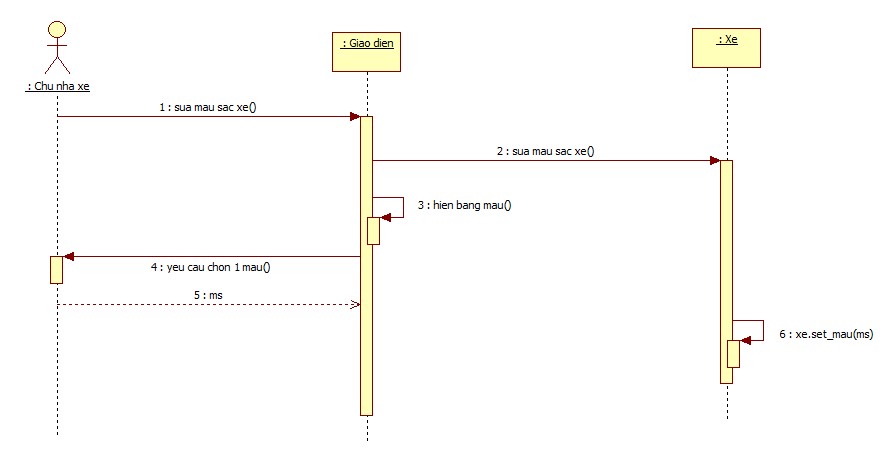 : Giao dien
: Xe
: Chu nha xe
1 : sua mau sac xe()
2 : sua mau sac xe()
3 : hien bang mau()
4 : yeu cau chon 1 mau()
5 : ms
6 : xe.set_mau(ms)